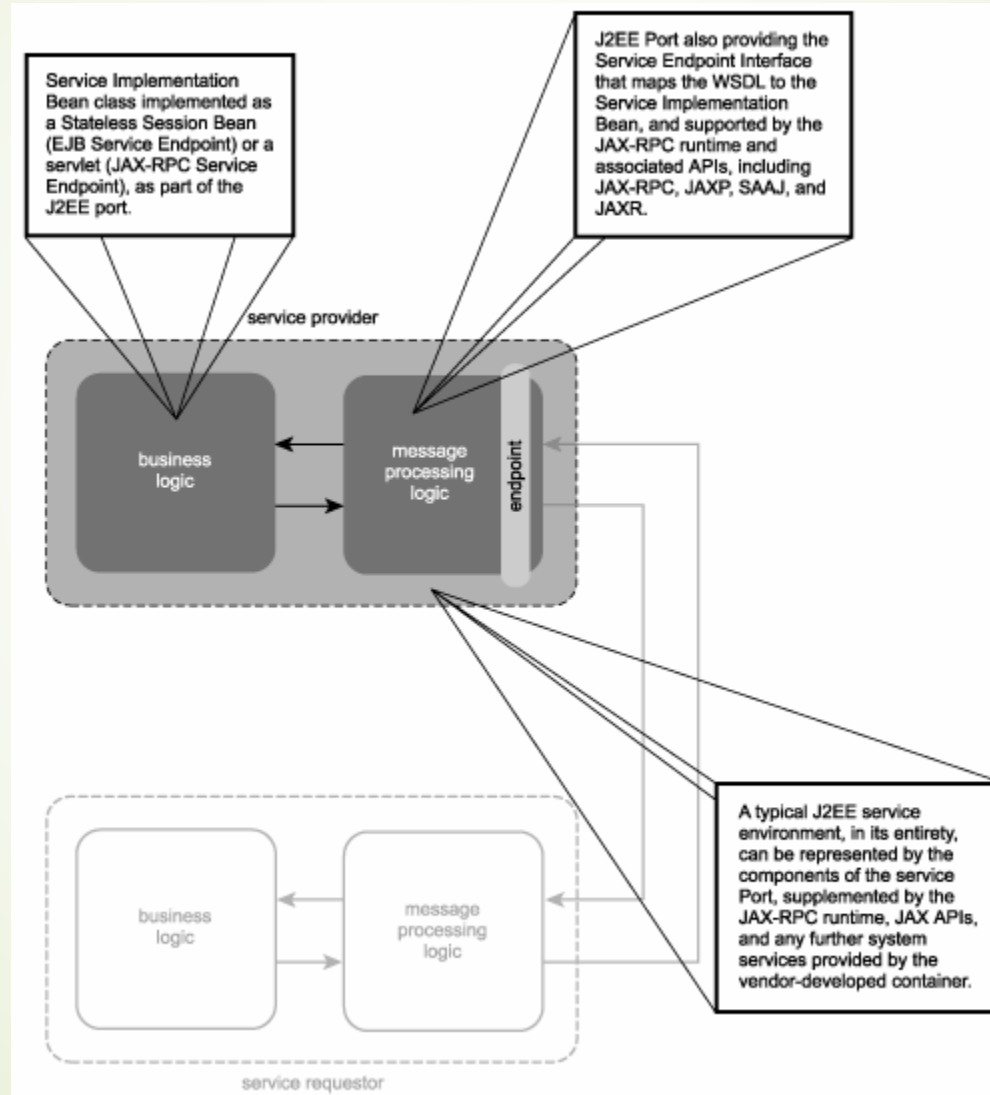 Service Implementation
Bean class implemented as
a Stateless Session Bean
(EJB Service Endpoint) or a
servlet (JAX-RPC Service
Endpoint), as part of the
J2EE port.
J2EE Port also providing the
Service Endpoint Interface
that maps the WSDL to the
Service Implementation
Bean, and supported by the
JAX-RPC runtime and
associated APIs, including
JAX-RPC, JAXP, SAAJ, and
JAXR.
service provider
business
logic
message
processing
logic
endpoint
A typical J2EE service
environment, in its entirety,
can be represented by the
components of the service
Port, supplemented by the
JAX-RPC runtime, JAX APIs,
and any further system
services provided by the
vendor-developed container.
business
logic
message
processing
logic
service requestor